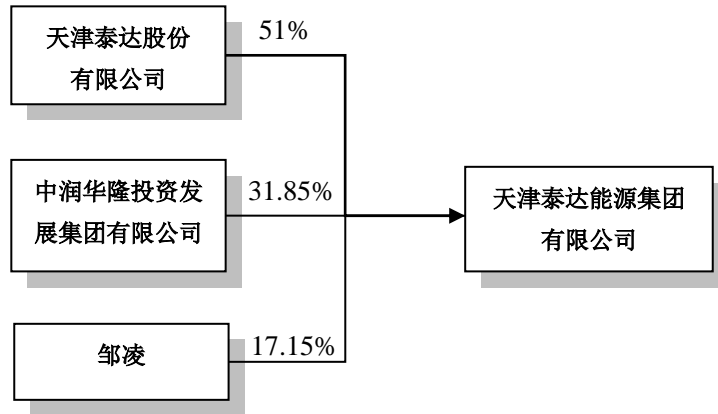 天津泰达股份
有限公司
51%
中润华隆投资发
展集团有限公司
31.85%
天津泰达能源集团
有限公司
邹凌
17.15%